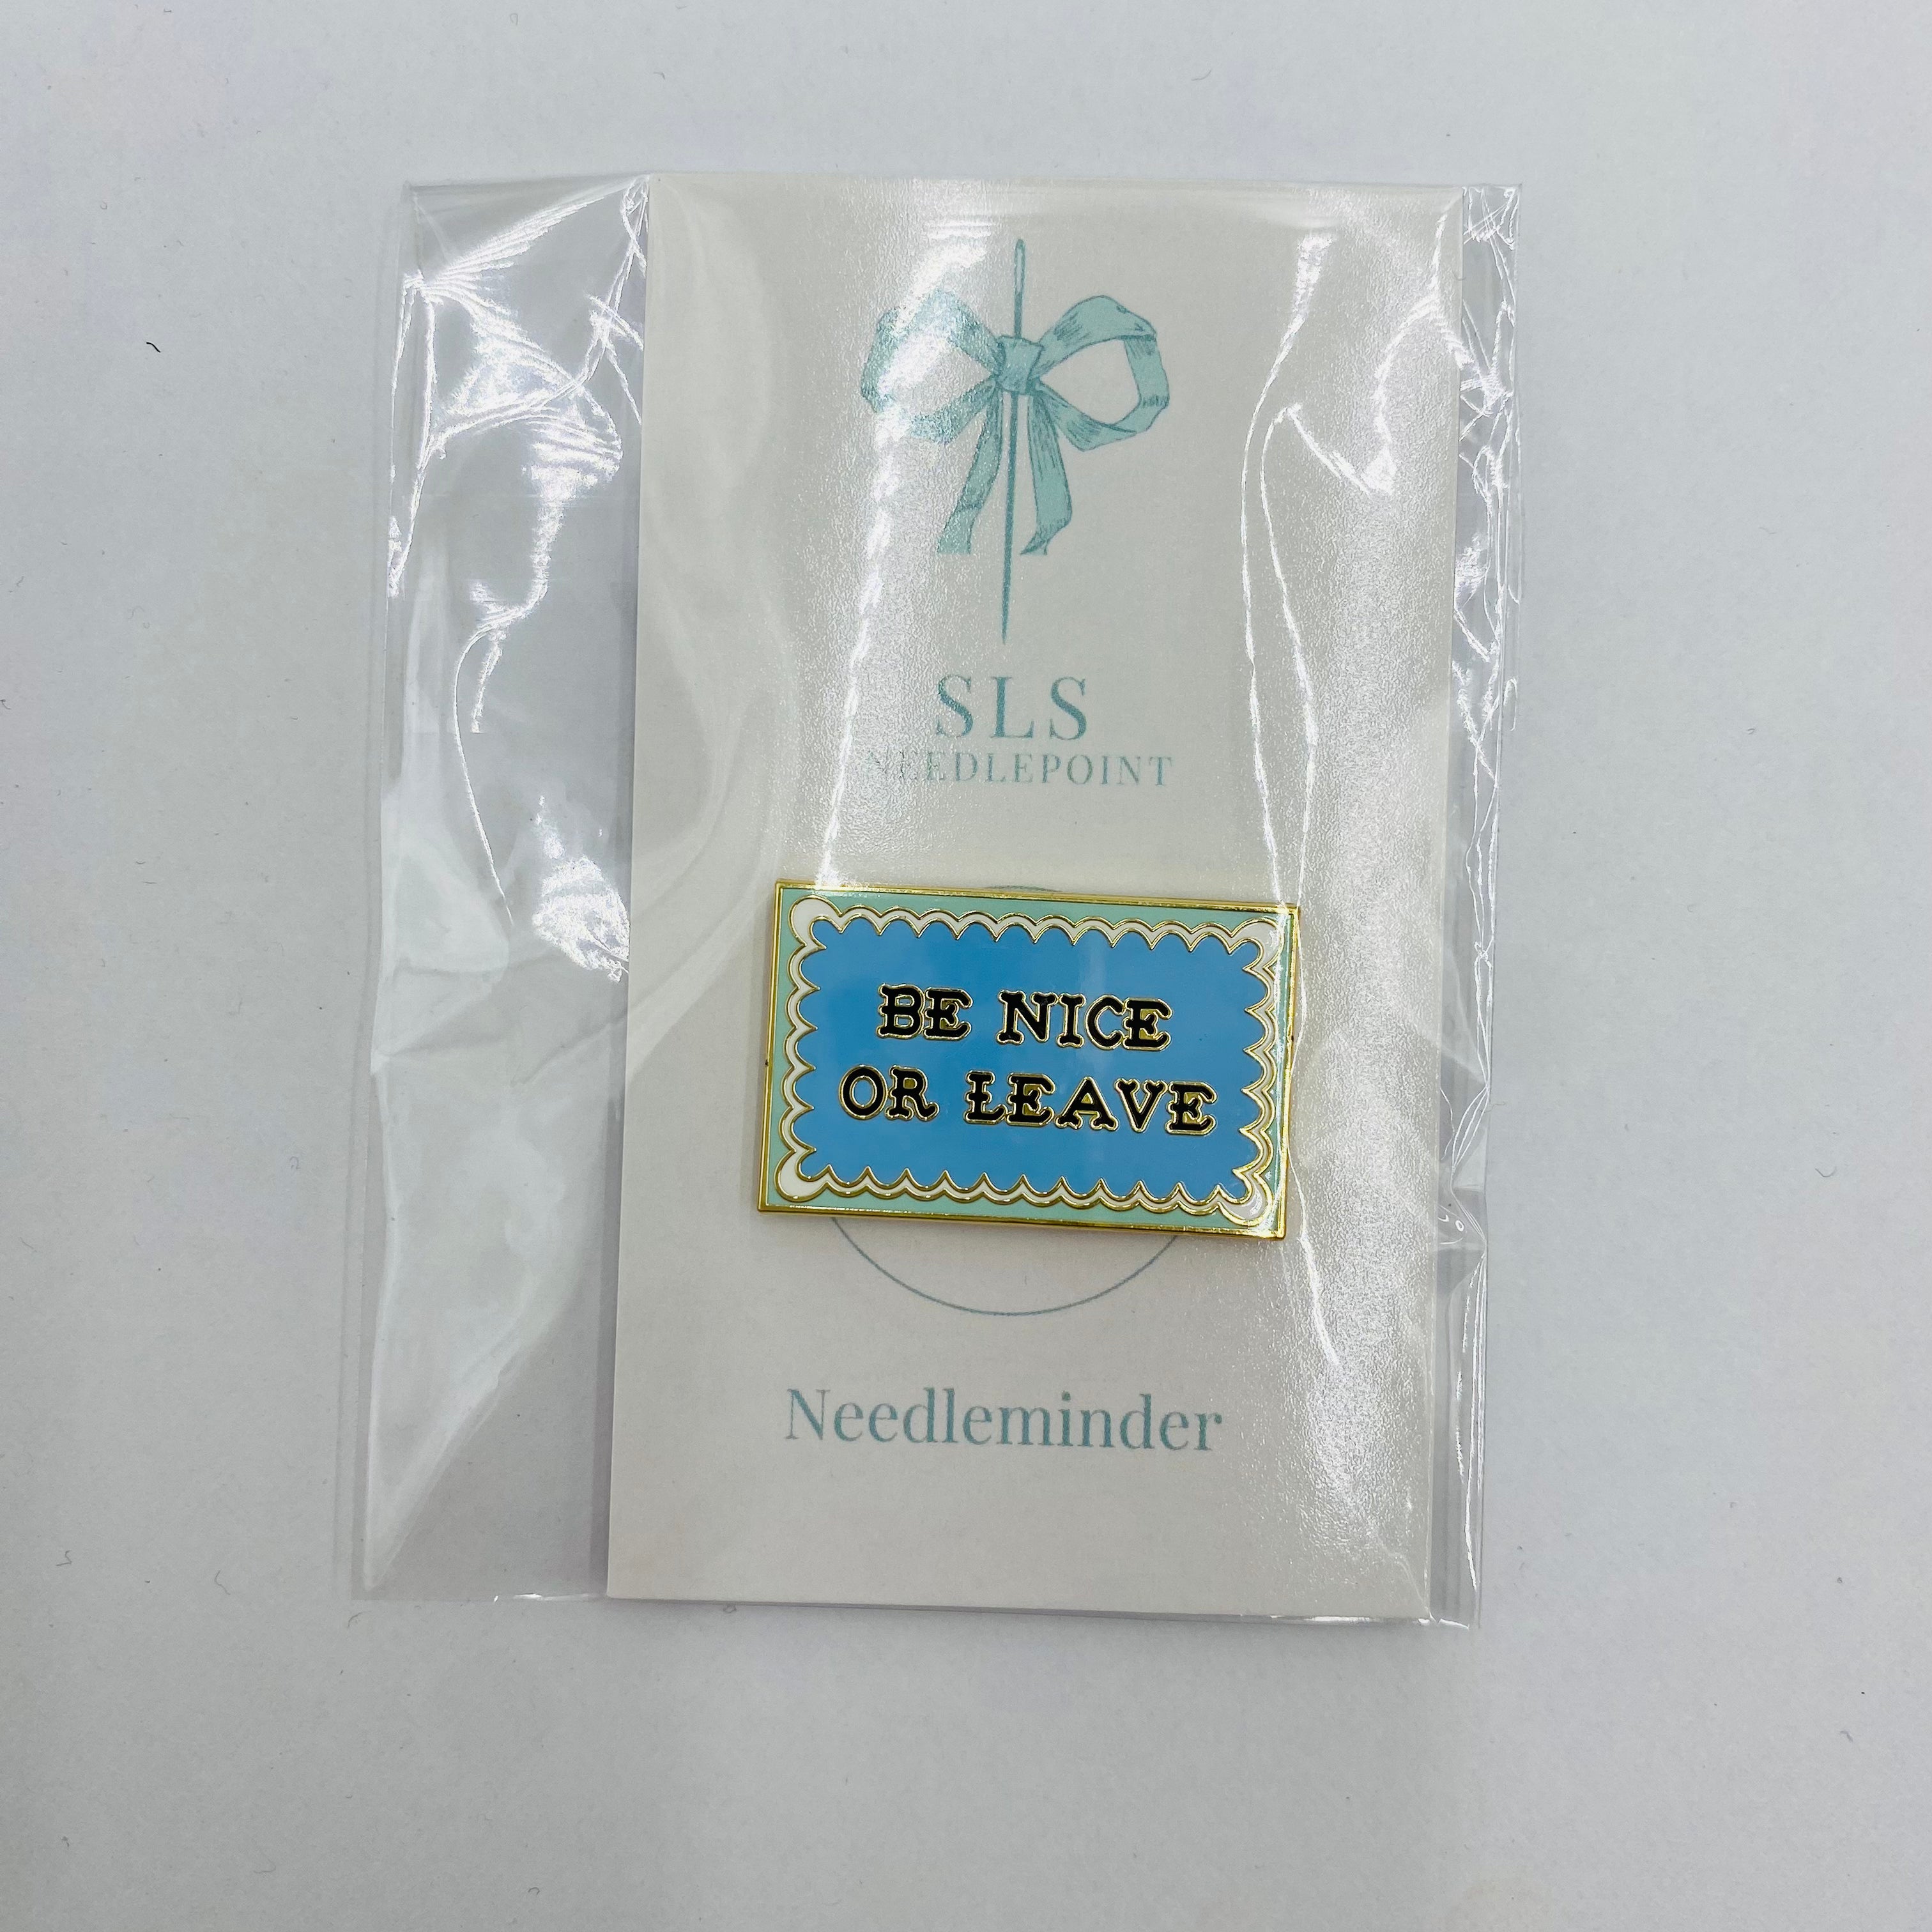 SLS
NEEDLEPOINT
BE NICE
OR LEAVE
Needleminder